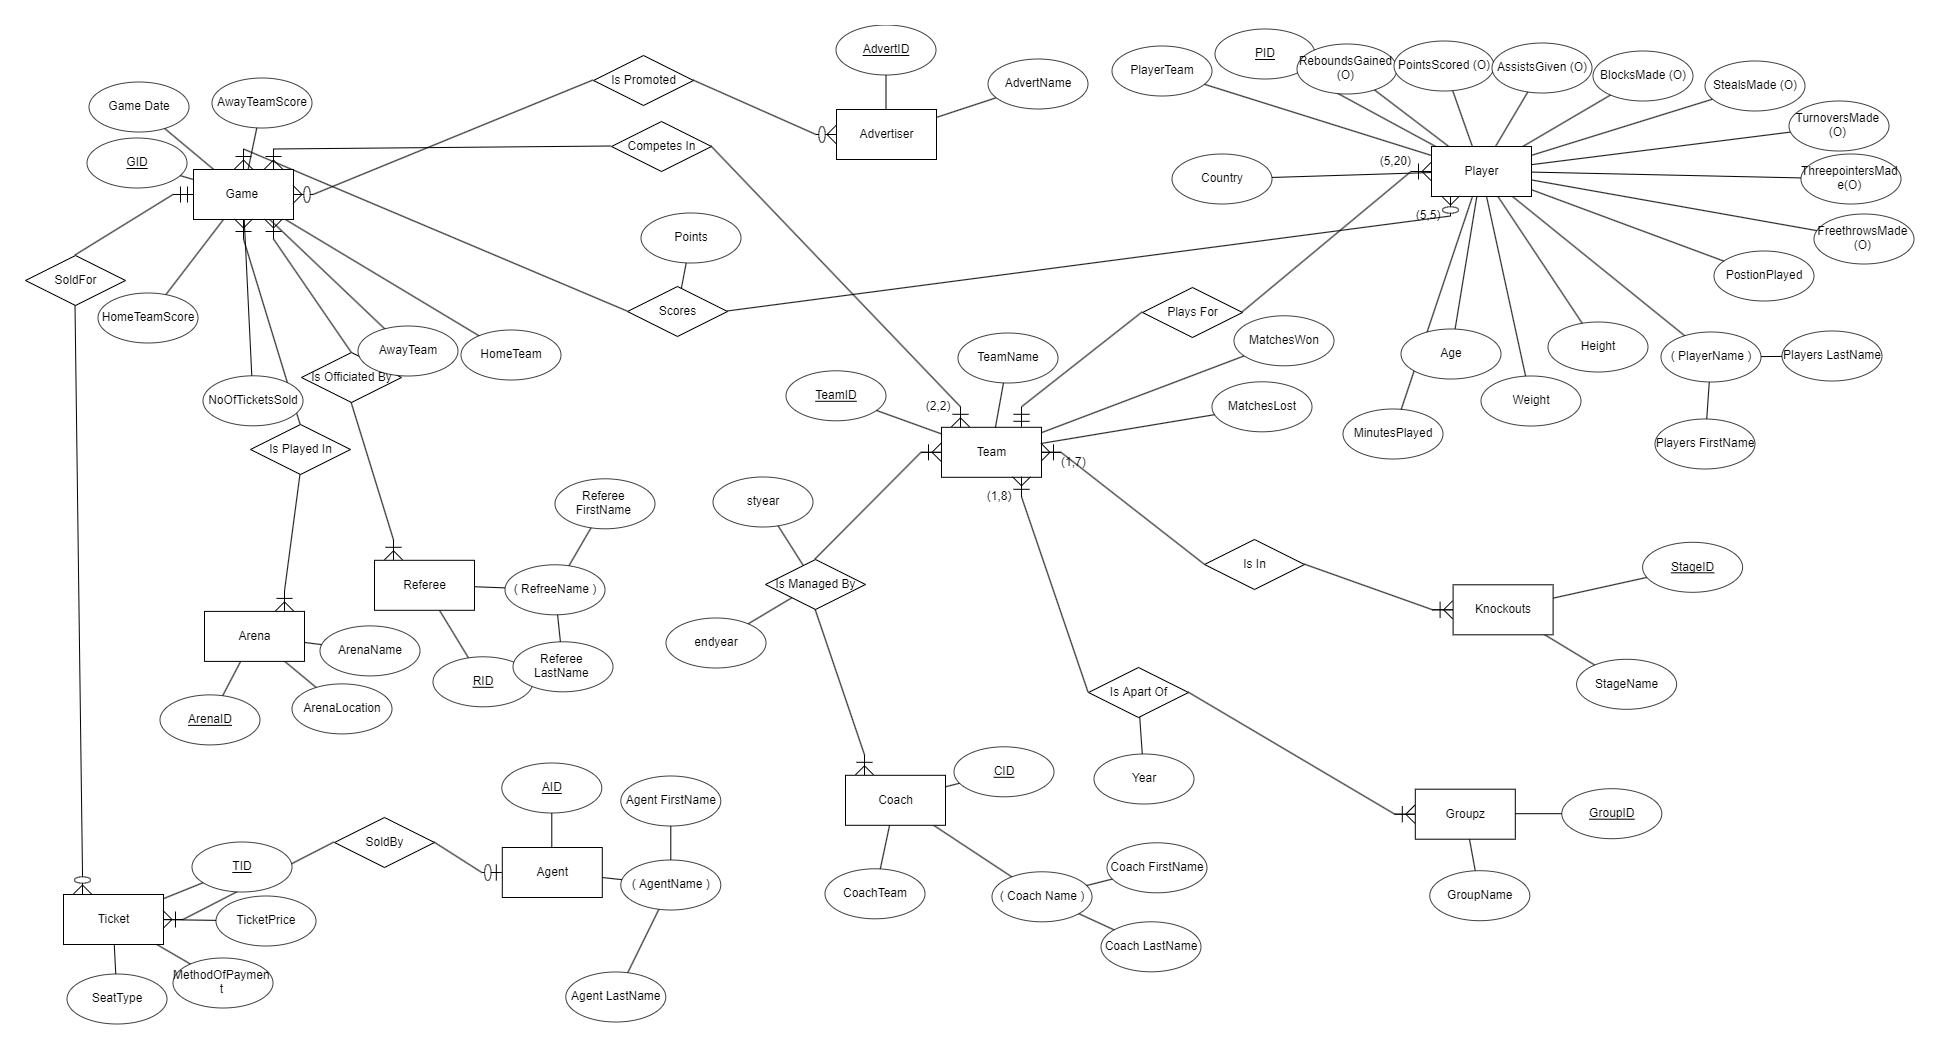 AdvertID
PID
ReboundsGained
(O)
PointsScored (O)
AssistsGiven (O)
BlocksMade (O)
StealsMade (O)
PlayerTeam
Is Promoted
AdvertName
Game Date
AwayTeamScore
TurnoversMade
(O)
Advertiser
Competes In
GID
(5,20)
Player
ThreepointersMad
e(O)
Country
Game
(5,5)
FreethrowsMade
(O)
Points
PostionPlayed
SoldFor
HomeTeamScore
Scores
Plays For
MatchesWon
AwayTeam
HomeTeam
TeamName
Age
Height
( PlayerName )
Players LastName
Is Officiated By
NoOfTicketsSold
TeamID
(2,2)
MatchesLost
Weight
MinutesPlayed
Players FirstName
Is Played In
Team
(1,7)
(1,8)
Referee
FirstName
styear
Is In
StageID
Referee
( RefreeName )
Is Managed By
Knockouts
Arena
ArenaName
endyear
Referee
LastName
RID
StageName
Is Apart Of
ArenaID
ArenaLocation
CID
Year
AID
Agent FirstName
Coach
Groupz
GroupID
SoldBy
TID
Agent
( AgentName )
Coach FirstName
CoachTeam
( Coach Name )
GroupName
Ticket
TicketPrice
Coach LastName
MethodOfPaymen
t
SeatType
Agent LastName